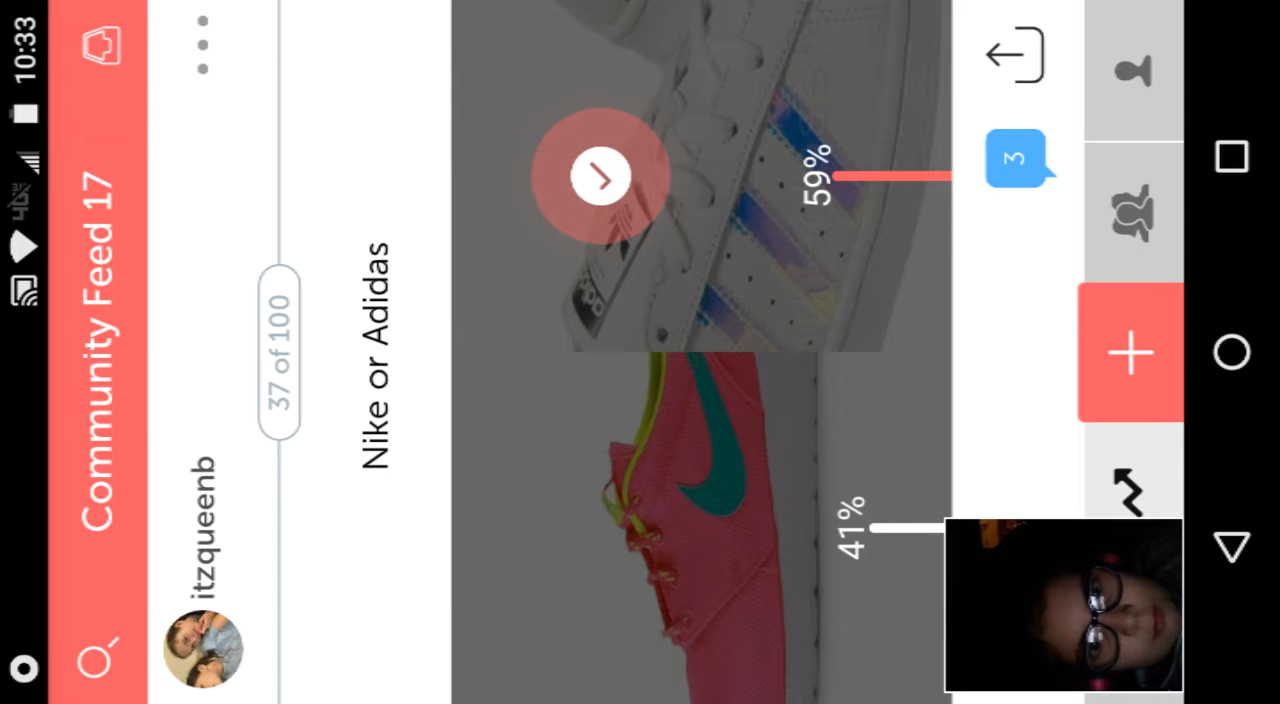 10:33
Community Feed 17
itzqueenb
37 of 100
Nike or Adidas
41%
59%
3